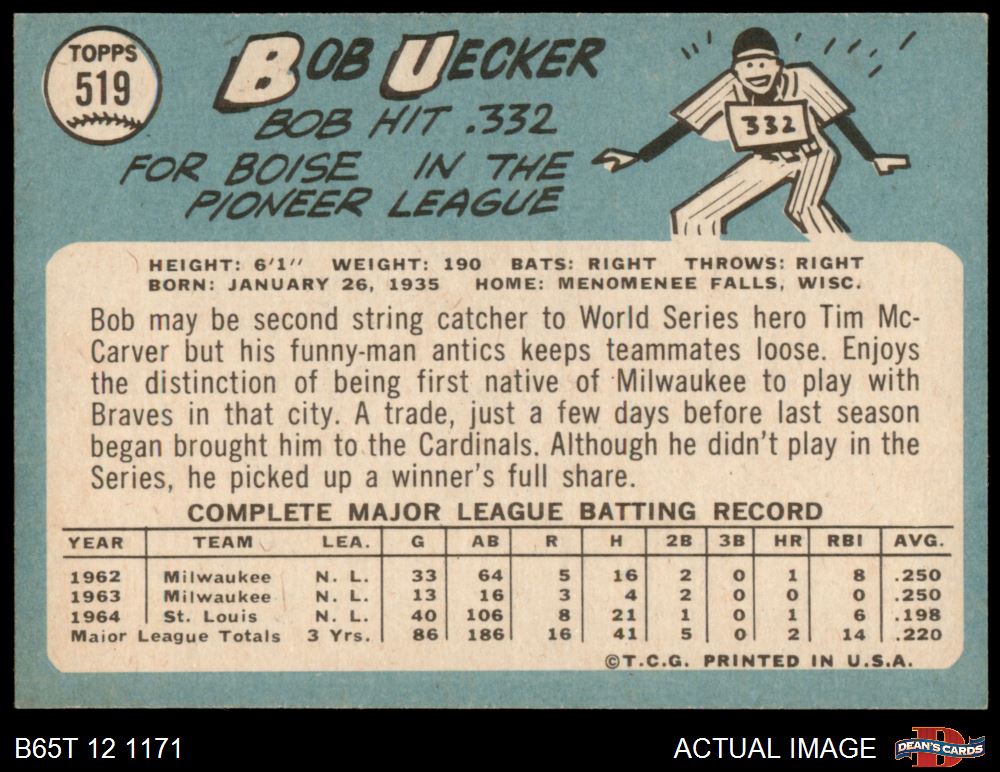 TOPPS
519
BOB UECKER
BOB HIT .332
FOR BOISE IN THE
PIONEER LEAGUE
332
HEIGHT: 6'1" WEIGHT: 190 BATS: RIGHT THROWS: RIGHT
BORN: JANUARY 26, 1935 HOME: MENOMENEE FALLS, WISC.
Bob may be second string catcher to World Series hero Tim Mc-
Carver but his funny-man antics keeps teammates loose. Enjoys
the distinction of being first native of Milwaukee to play with
Braves in that city. A trade, just a few days before last season
began brought him to the Cardinals. Although he didn't play in the
Series, he picked up a winner's full share.
COMPLETE MAJOR LEAGUE BATTING RECORD
YEAR TEAM LEA. G AB R H 2B 3B HR RBI AVG.
1962 Milwaukee N. L. 33 64 5 16 2 0 1 8 .250
1963 Milwaukee N. L. 13 16 3 4 2 0 0 0 .250
1964 St. Louis N. L. 40 106 8 21 1 0 1 6 .198
Major League Totals 3 Yrs. 86 186 16 41 5 0 2 14 .220
©T.C.G. PRINTED IN U.S.A.
B65T 12 1171
ACTUAL IMAGE
D
DEAN'S CARDS